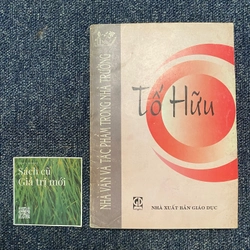 NHÀ VĂN VÀ TÁC PHẨM TRONG NHÀ TRƯỜNG
Tố Hữu
NHÀ XUẤT BẢN GIÁO DỤC
Sách cũ
Giá trị mới